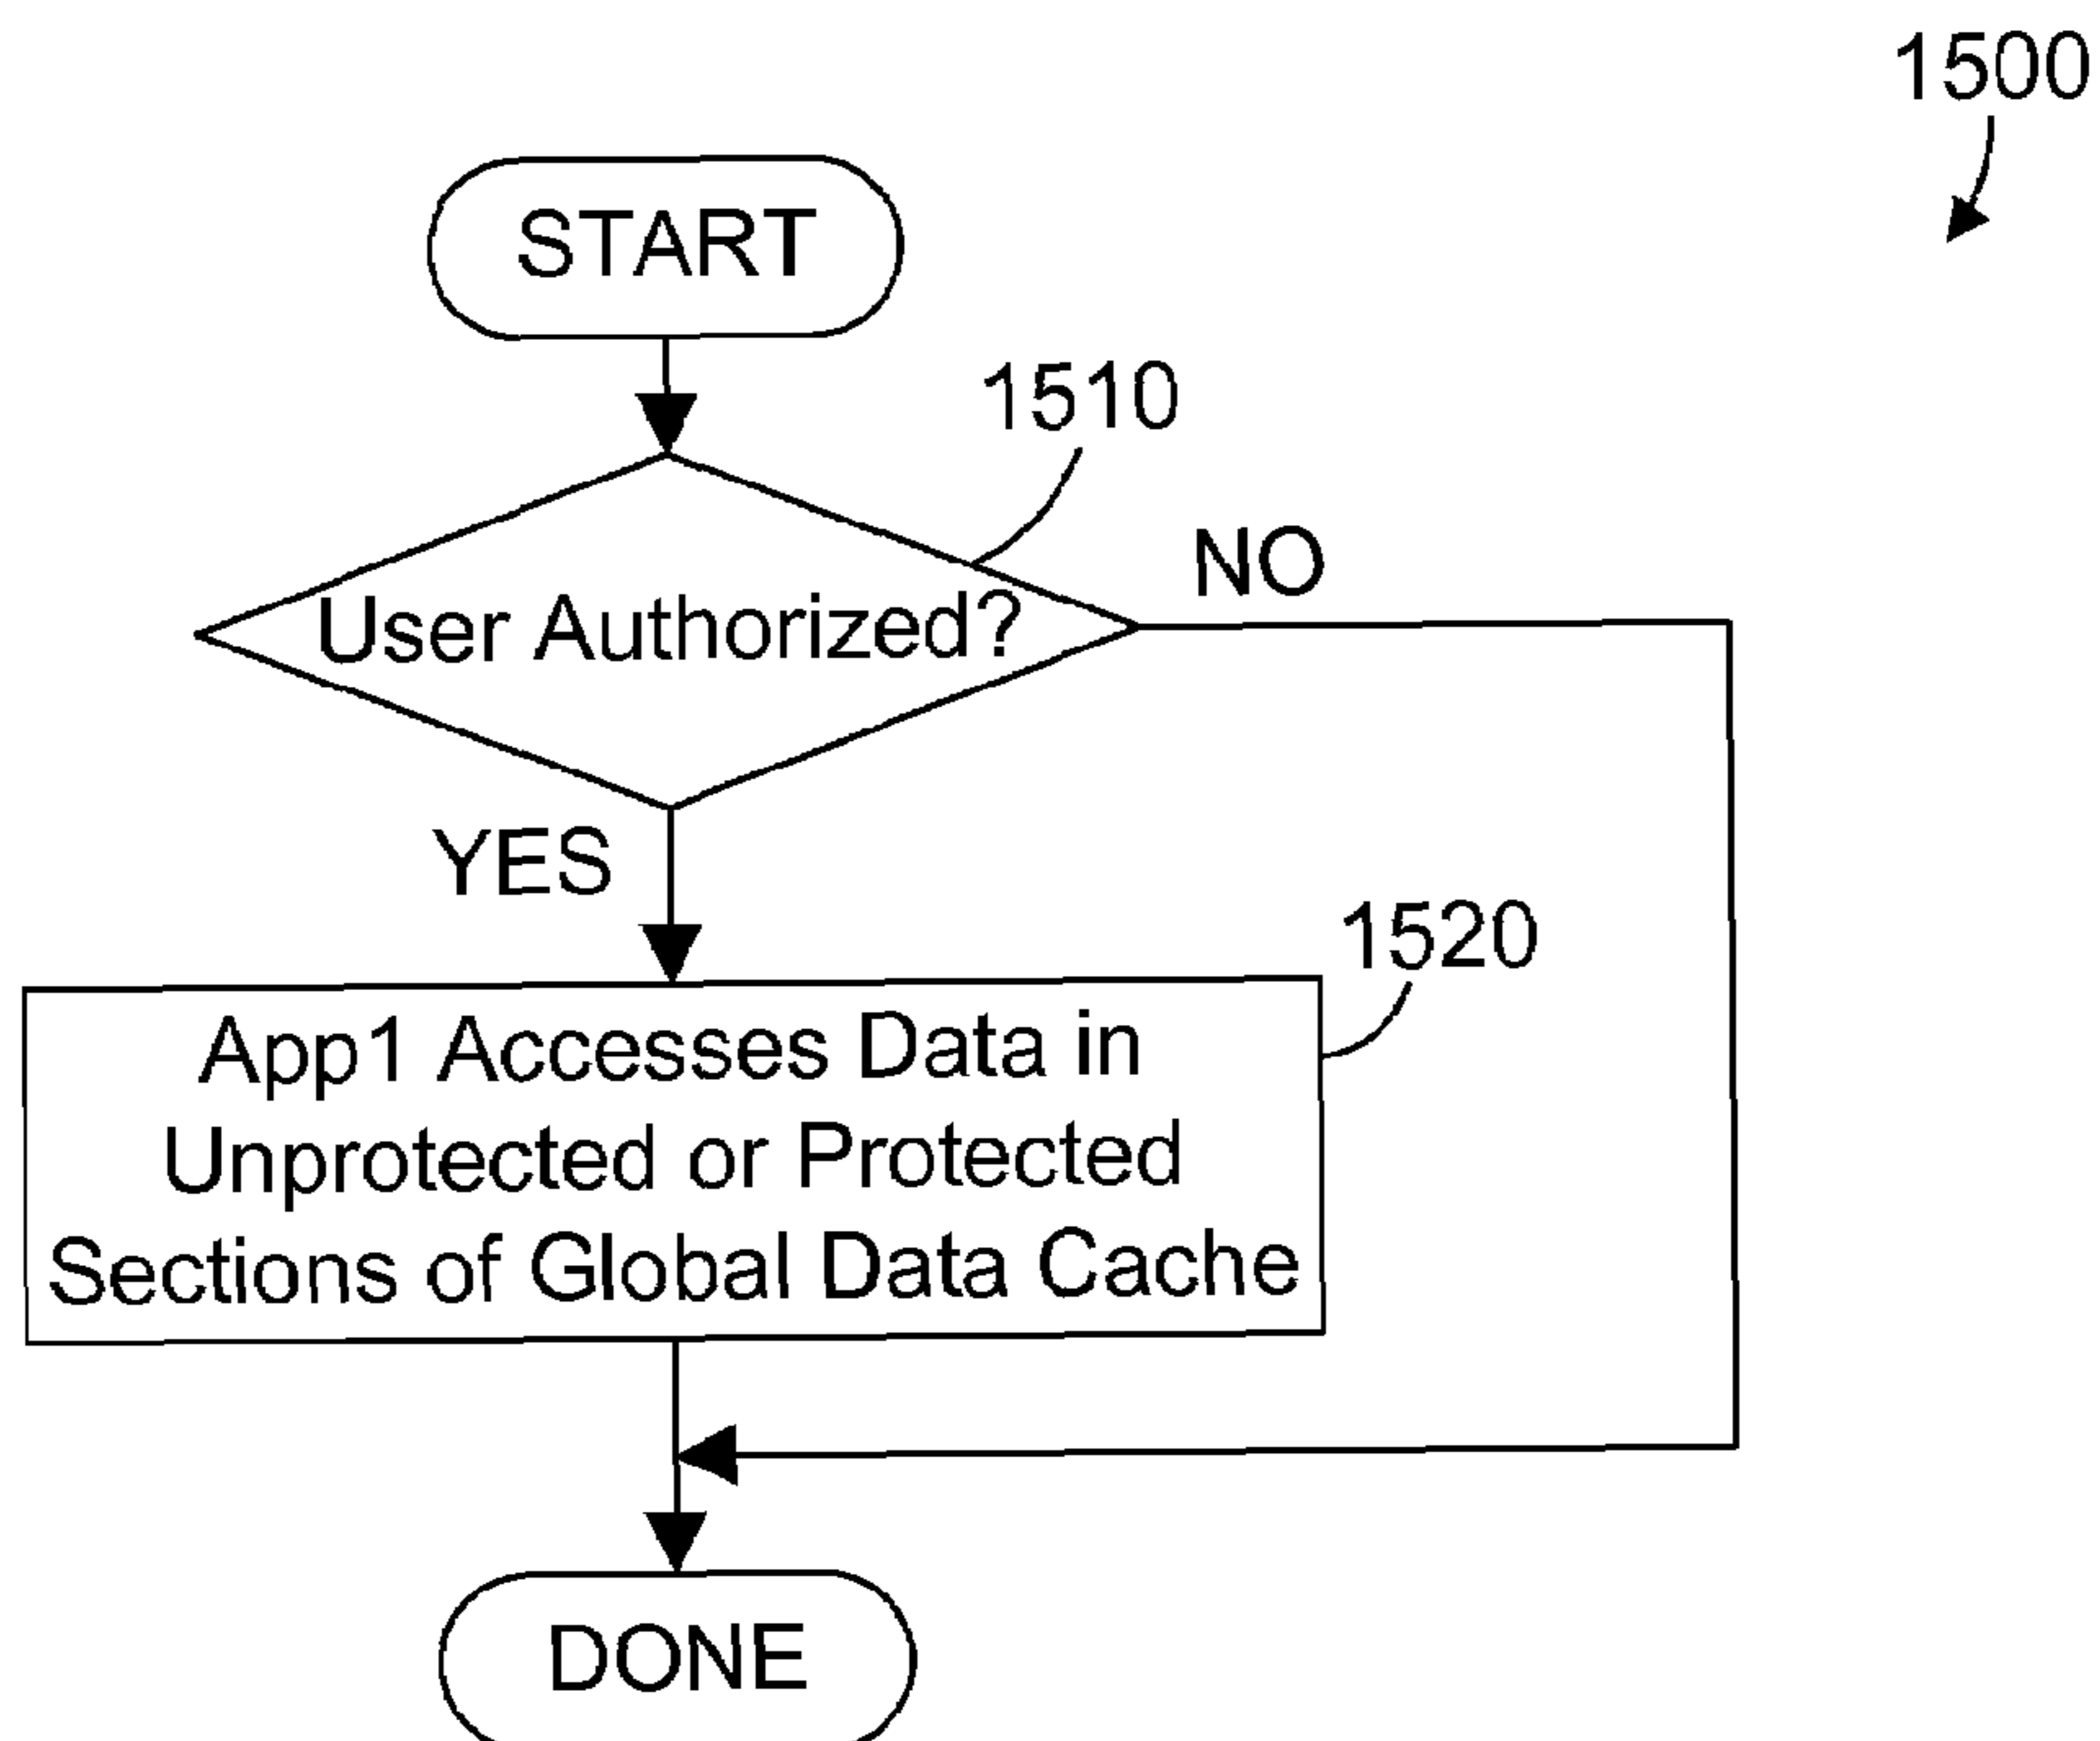 1500
START
1510
NO
User Authorized?
YES
1520
App1 Accesses Data in
Unprotected or Protected
Sections of Global Data Cache
DONE